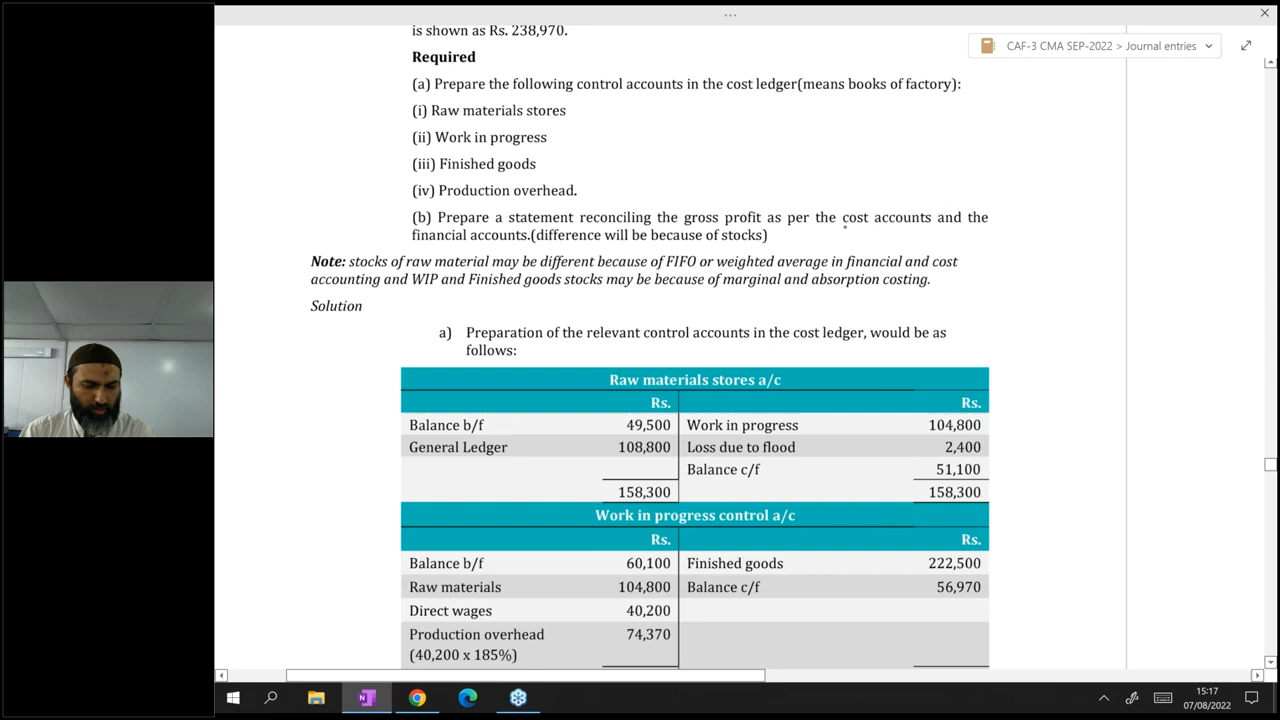 is shown as Rs. 238,970.
CAF-3 CMA SEP-2022 > Journal entries
Required
(a) Prepare the following control accounts in the cost ledger(means books of factory):
(i) Raw materials stores
(ii) Work in progress
(iii) Finished goods
(iv) Production overhead.
(b) Prepare a statement reconciling the gross profit as per the cost accounts and the
financial accounts.(difference will be because of stocks)
Note: stocks of raw material may be different because of FIFO or weighted average in financial and cost
accounting and WIP and Finished goods stocks may be because of marginal and absorption costing.
Solution
a) Preparation of the relevant control accounts in the cost ledger, would be as
follows:
Raw materials stores a/c
Rs. Rs.
Balance b/f 49,500 Work in progress 104,800
General Ledger 108,800 Loss due to flood 2,400
Balance c/f 51,100
158,300 158,300
Work in progress control a/c
Rs. Rs.
Balance b/f 60,100 Finished goods 222,500
Raw materials 104,800 Balance c/f 56,970
Direct wages 40,200
Production overhead 74,370
(40,200 x 185%)
15:17
07/08/2022